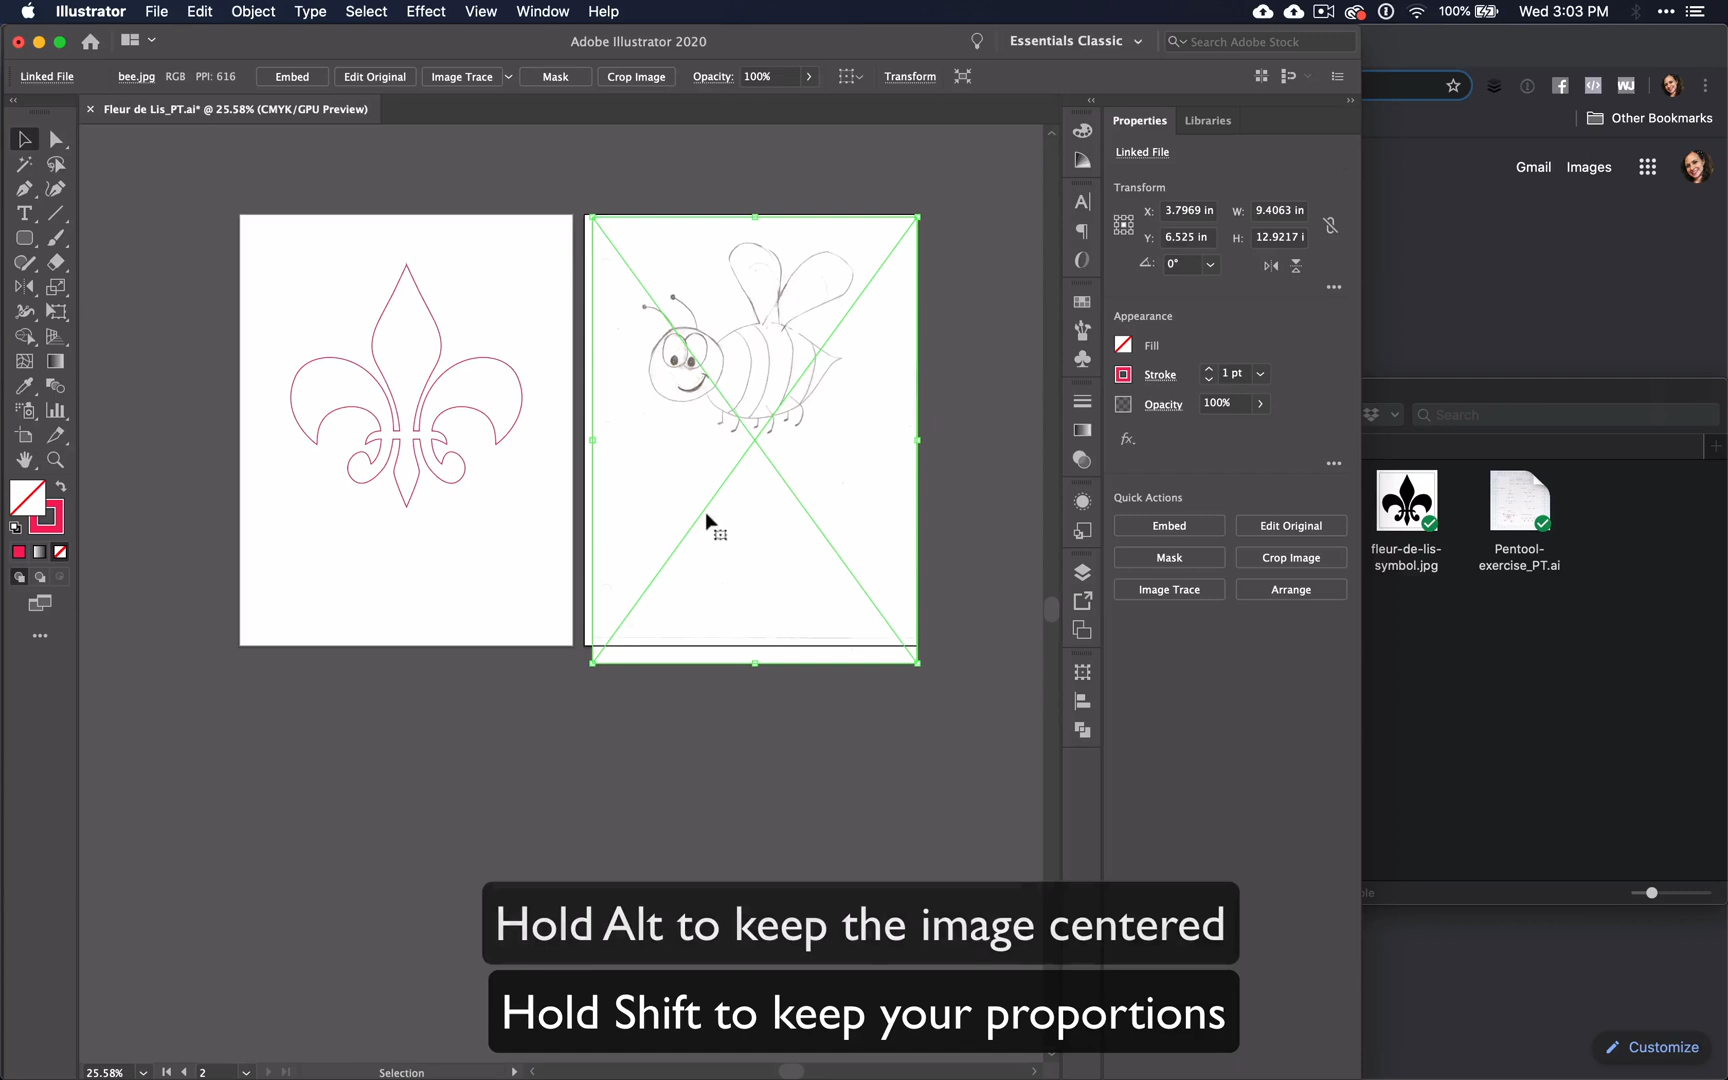 Illustrator File Edit Object Type Select Effect View Window Help 100% Wed 3:03 PM
Adobe Illustrator 2020 Essentials Classic Search Adobe Stock
Linked File bee.jpg RGB PPI: 616 Embed Edit Original Image Trace Mask Crop Image Opacity: 100% Transform
Fleur de Lis_PT.ai* @ 25.58% (CMYK/GPU Preview)
Properties Libraries
Other Bookmarks
Linked File
Gmail Images
Transform
X: 3.7969 in W: 9.4063 in
Y: 6.525 in H: 12.9217 i
0°
Appearance
Fill
Stroke 1 pt
Opacity 100%
fx.
Search
Quick Actions
Embed Edit Original
Mask Crop Image
Image Trace Arrange
fleur-de-lis-symbol.jpg
Pentool-exercise_PT.ai
Hold Alt to keep the image centered
Hold Shift to keep your proportions
Customize
25.58% 2 Selection